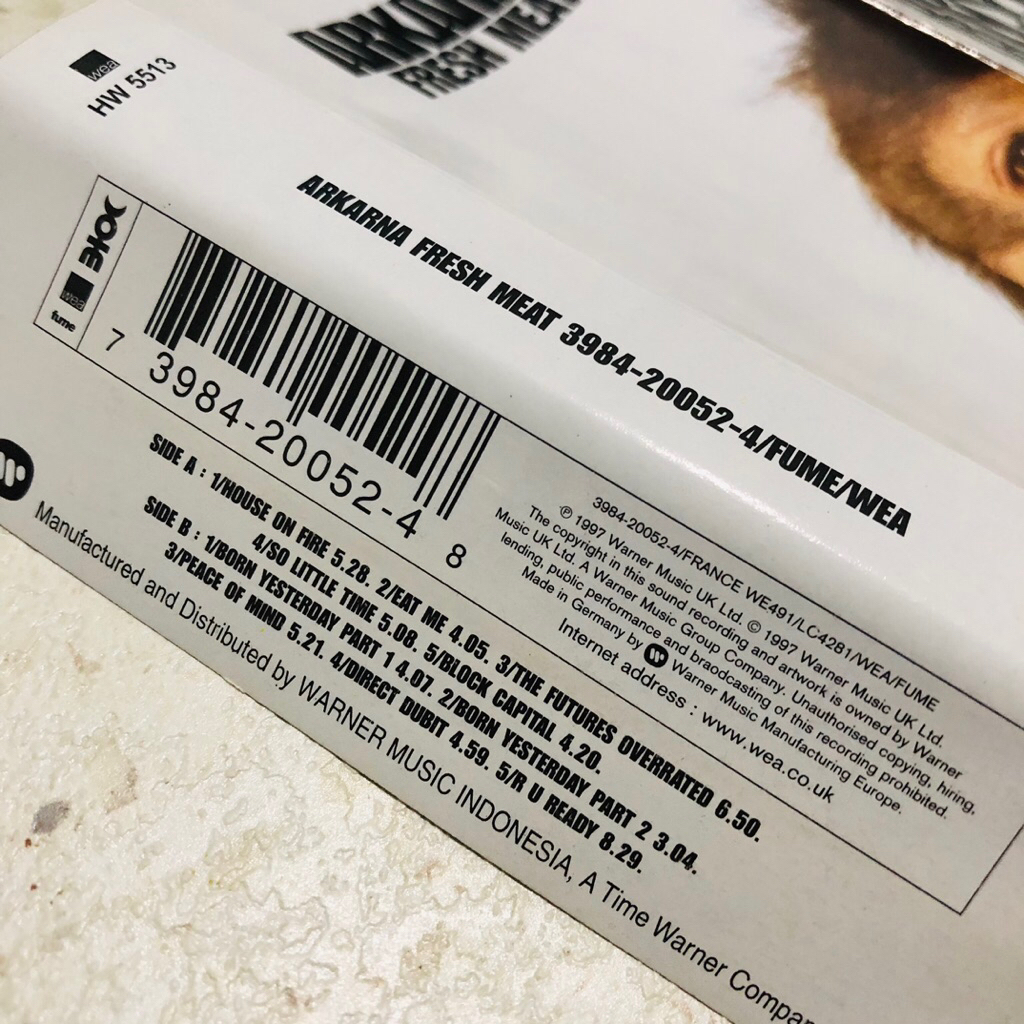 ARKARNA
FRESH MEAT
wea
HW 5513
ARKARNA FRESH MEAT 3984-20052-4/FUME/WEA
wea
fume
7 3984-20052-4 8
3984-20052-4/FRANCE WE491/LC4281/WEA/FUME
℗ 1997 Warner Music UK Ltd. © 1997 Warner Music UK Ltd.
The copyright in this sound recording and artwork is owned by Warner
Music UK Ltd. A Warner Music Group Company. Unauthorised copying, hiring,
lending, public performance and braodcasting of this recording prohibited.
Made in Germany by Warner Music Manufacturing Europe.
Internet address : www.wea.co.uk
SIDE A : 1/HOUSE ON FIRE 5.28. 2/EAT ME 4.05. 3/THE FUTURES OVERRATED 6.50.
4/SO LITTLE TIME 5.08. 5/BLOCK CAPITAL 4.20.
SIDE B : 1/BORN YESTERDAY PART 1 4.07. 2/BORN YESTERDAY PART 2 3.04.
3/PEACE OF MIND 5.21. 4/DIRECT DUBIT 4.59. 5/R U READY 8.29.
Manufactured and Distributed by WARNER MUSIC INDONESIA, A Time Warner Compan